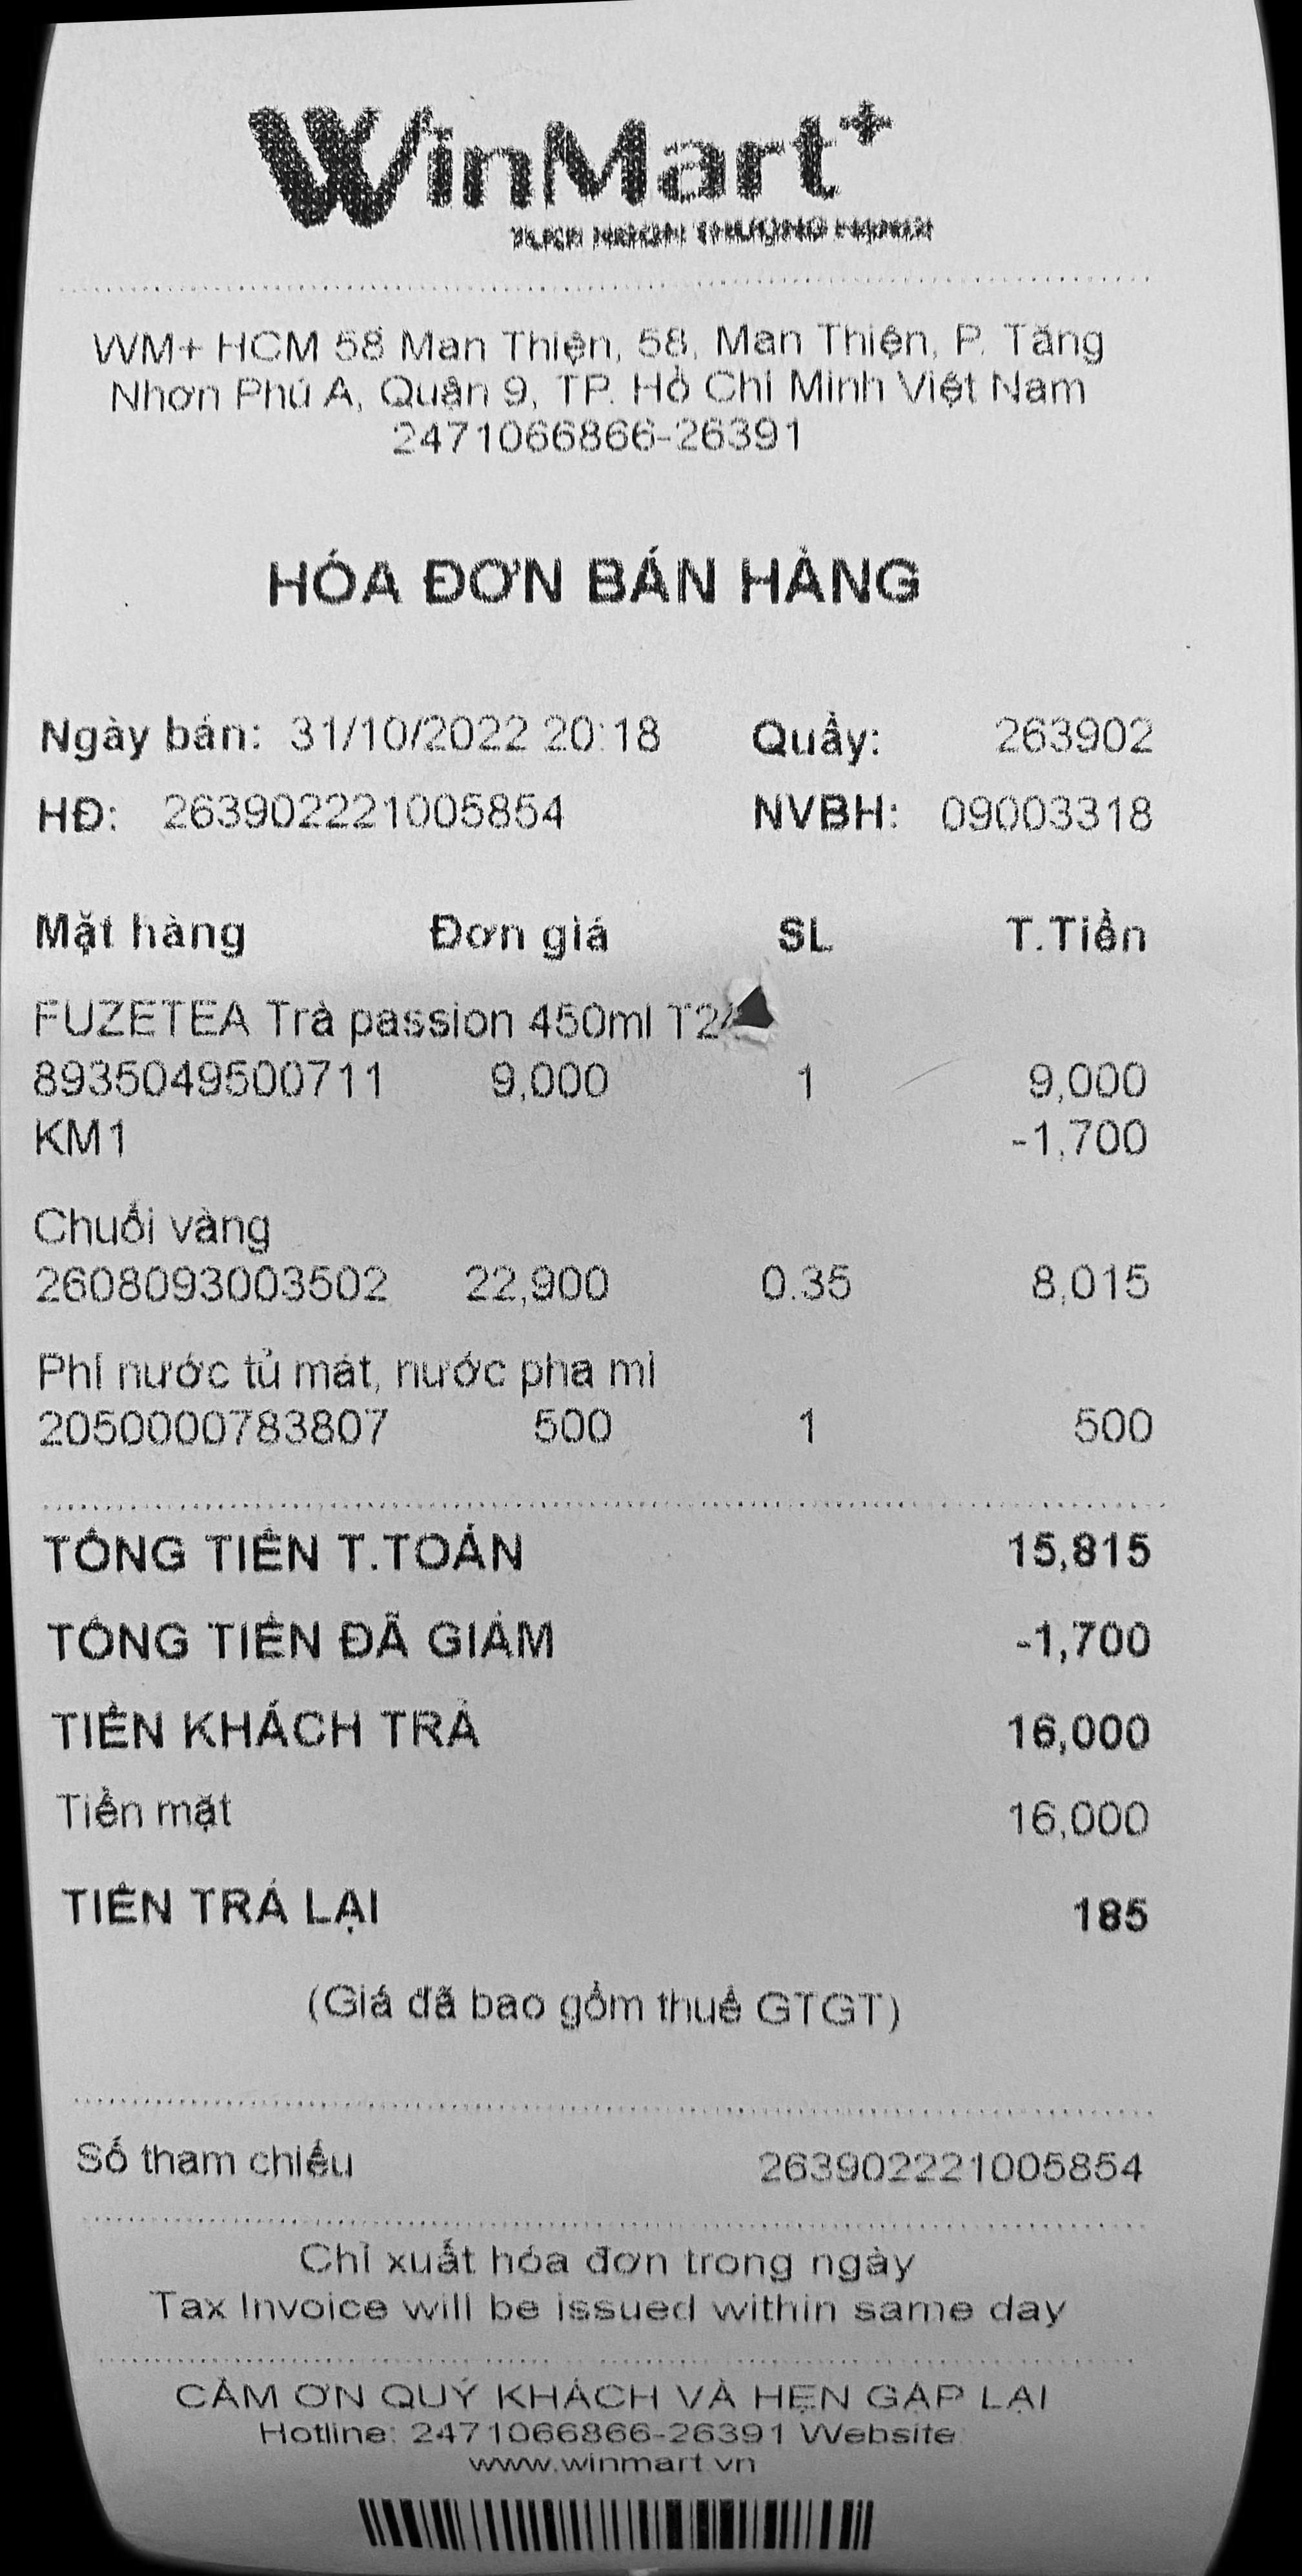 WinMart+
WM+ HCM 58 Man Thiện, 58, Man Thiện, P. Tăng
Nhơn Phú A, Quận 9, TP. Hồ Chí Minh Việt Nam
2471066866-26391
HÓA ĐƠN BÁN HÀNG
Ngày bán: 31/10/2022 20:18 Quầy: 263902
HĐ: 263902221005854 NVBH: 09003318
Mặt hàng Đơn giá SL T.Tiền
FUZETEA Trà passion 450ml
8935049500711 9,000 1 9,000
KM1 -1,700
Chuối vàng
2608093003502 22,900 0.35 8,015
Phí nước tủ mát, nước pha mì
2050000783807 500 1 500
TỔNG TIỀN T.TOÁN 15,815
TỔNG TIỀN ĐÃ GIẢM -1,700
TIỀN KHÁCH TRẢ 16,000
Tiền mặt 16,000
TIỀN TRẢ LẠI 185
(Giá đã bao gồm thuế GTGT)
Số tham chiếu 263902221005854
Chỉ xuất hóa đơn trong ngày
Tax Invoice will be issued within same day
CẢM ƠN QUÝ KHÁCH VÀ HẸN GẶP LẠI
Hotline: 2471066866-26391 Website:
www.winmart.vn